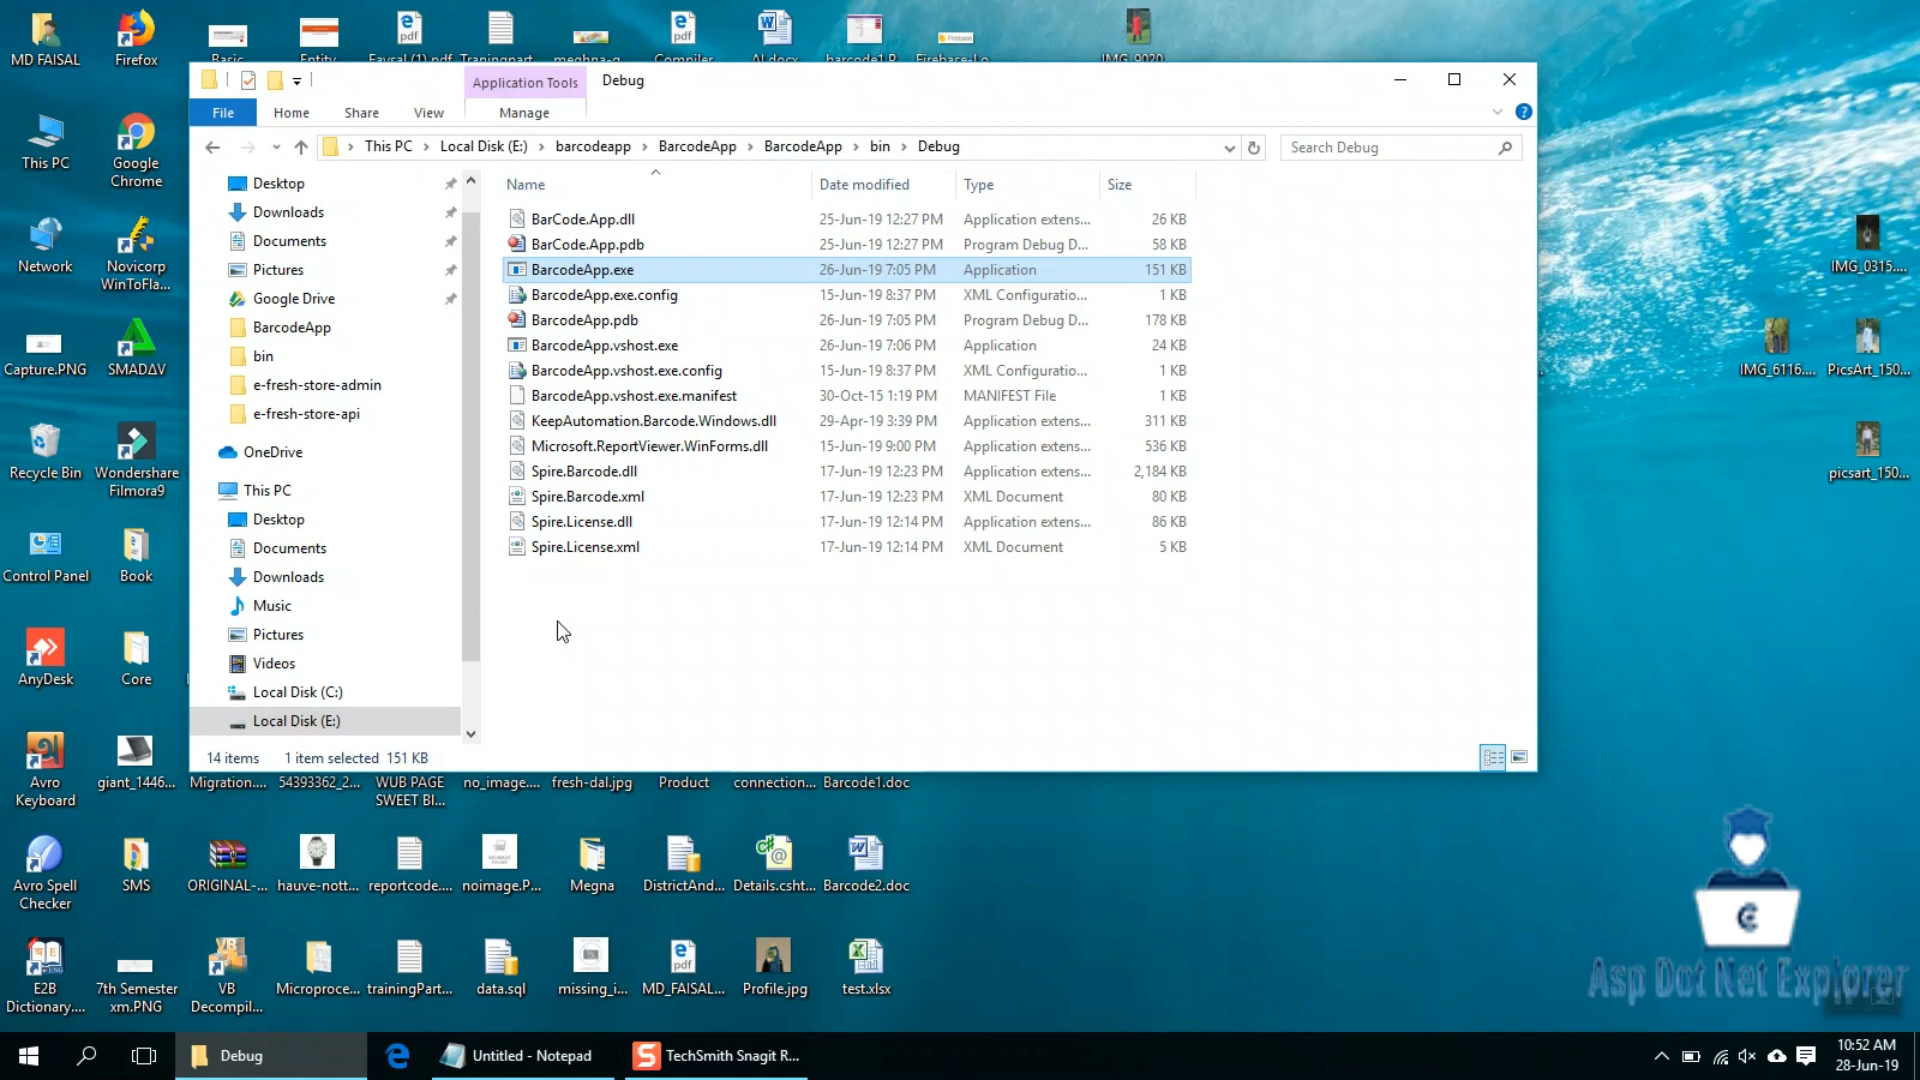 MD FAISAL
Firefox
Basic
Entity
Faysal (1).pdf
Traningpart
meghna-g
Compiler
AI.docx
barcode1.R
Firebase-Lo
IMG_9020
Application Tools
Debug
File
Home
Share
View
Manage
This PC
Local Disk (E:)
barcodeapp
BarcodeApp
BarcodeApp
bin
Debug
Search Debug
Desktop
Downloads
Documents
Pictures
Google Drive
BarcodeApp
bin
e-fresh-store-admin
e-fresh-store-api
OneDrive
This PC
Desktop
Documents
Downloads
Music
Pictures
Videos
Local Disk (C:)
Local Disk (E:)
Name Date modified Type Size
BarCode.App.dll 25-Jun-19 12:27 PM Application extens... 26 KB
BarCode.App.pdb 25-Jun-19 12:27 PM Program Debug D... 58 KB
BarcodeApp.exe 26-Jun-19 7:05 PM Application 151 KB
BarcodeApp.exe.config 15-Jun-19 8:37 PM XML Configuratio... 1 KB
BarcodeApp.pdb 26-Jun-19 7:05 PM Program Debug D... 178 KB
BarcodeApp.vshost.exe 26-Jun-19 7:06 PM Application 24 KB
BarcodeApp.vshost.exe.config 15-Jun-19 8:37 PM XML Configuratio... 1 KB
BarcodeApp.vshost.exe.manifest 30-Oct-15 1:19 PM MANIFEST File 1 KB
KeepAutomation.Barcode.Windows.dll 29-Apr-19 3:39 PM Application extens... 311 KB
Microsoft.ReportViewer.WinForms.dll 15-Jun-19 9:00 PM Application extens... 536 KB
Spire.Barcode.dll 17-Jun-19 12:23 PM Application extens... 2,184 KB
Spire.Barcode.xml 17-Jun-19 12:23 PM XML Document 80 KB
Spire.License.dll 17-Jun-19 12:14 PM Application extens... 86 KB
Spire.License.xml 17-Jun-19 12:14 PM XML Document 5 KB
14 items 1 item selected 151 KB
This PC
Google
Chrome
Network
Novicorp
WinToFla...
Capture.PNG
SMADΔV
Recycle Bin
Wondershare
Filmora9
Control Panel
Book
AnyDesk
Core
IMG_0315....
IMG_6116....
PicsArt_150...
picsart_150...
Avro
Keyboard
giant_1446...
Migration....
54393362_2...
WUB PAGE
SWEET BI...
no_image....
fresh-dal.jpg
Product
connection...
Barcode1.doc
Avro Spell
Checker
SMS
ORIGINAL-...
hauve-nott...
reportcode....
noimage.P...
Megna
DistrictAnd...
Details.csht...
Barcode2.doc
E2B
Dictionary....
7th Semester
xm.PNG
VB
Decompil...
Microproce...
trainingPart...
data.sql
missing_i...
MD_FAISAL...
Profile.jpg
test.xlsx
Asp Dot Net Explorer
Debug
Untitled - Notepad
TechSmith Snagit R...
10:52 AM
28-Jun-19